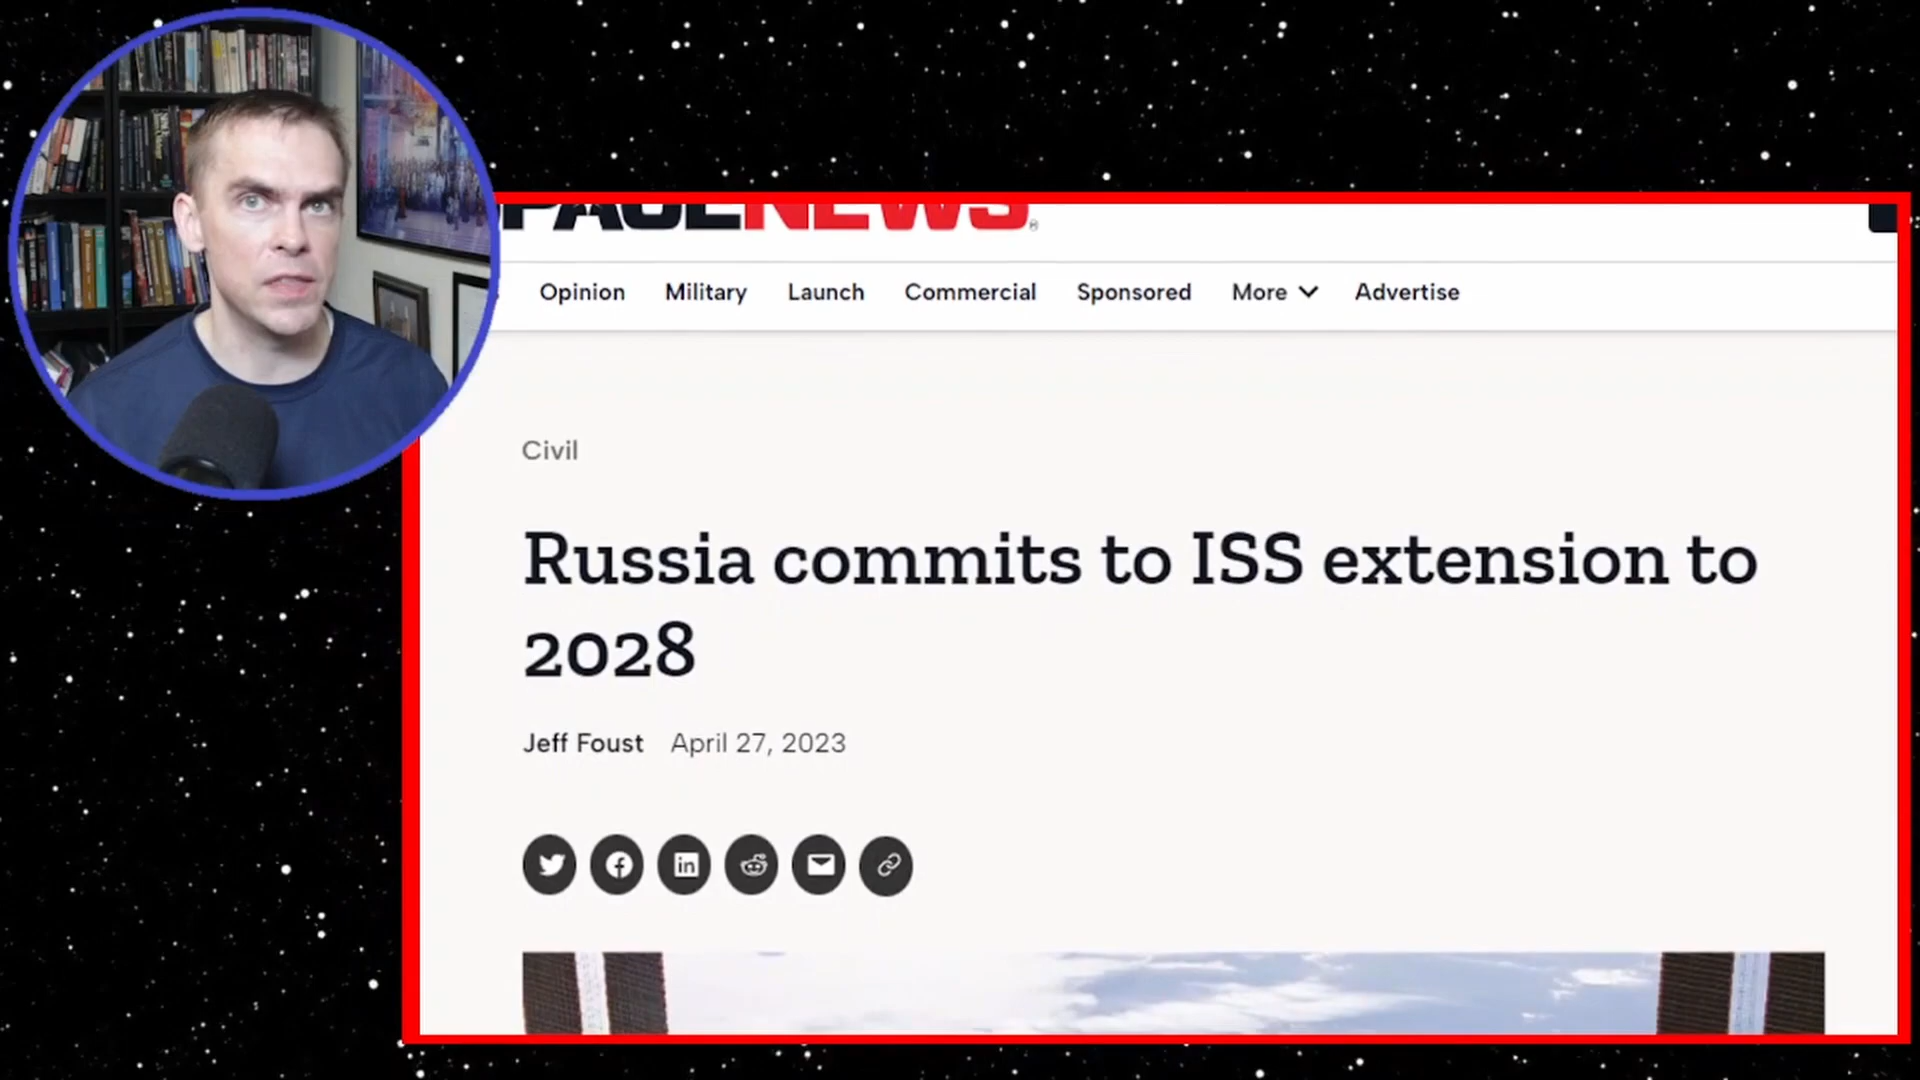 PACENEWS®
Opinion Military Launch Commercial Sponsored More Advertise
Civil
Russia commits to ISS extension to
2028
Jeff Foust April 27, 2023